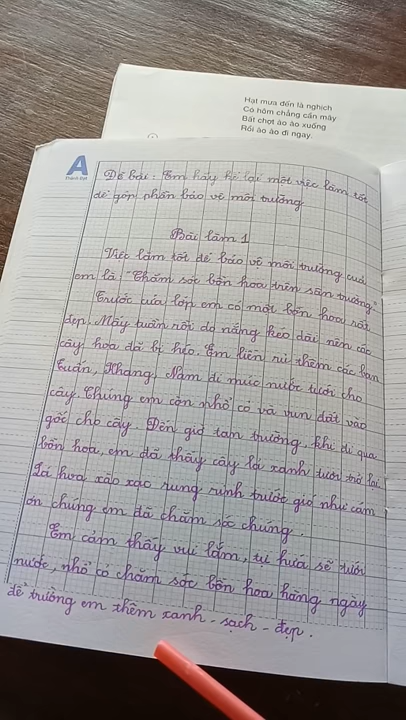 Hạt mưa đến là nghịch
Có hôm chẳng cần mây
Bất chợt ào ào xuống
Rồi ào ào đi ngay.
A
Đề bài: Em hãy kể lại một việc làm tốt
để góp phần bảo vệ môi trường
Bài làm 1
Việc làm tốt để bảo vệ môi trường của
em là "Chăm sóc bồn hoa trên sân trường."
Trước cửa lớp em có một bồn hoa rất
đẹp. Mấy tuần rồi do nắng kéo dài nên các
cây hoa đã bị héo. Em liền rủ thêm các bạn
Tuấn, Khang, Nam đi múc nước tưới cho
cây. Chúng em còn nhổ cỏ và vun đất vào
gốc cho cây. Đến giờ tan trường, khi đi qua
bồn hoa, em đã thấy cây lá xanh tươi trở lại.
Lá hoa xào xạo rung rinh trước gió như cảm
ơn chúng em đã chăm sóc chúng.
Em cảm thấy vui lắm, tự hứa sẽ tưới
nước, nhổ cỏ chăm sóc bồn hoa hàng ngày
để trường em thêm xanh - sạch - đẹp.